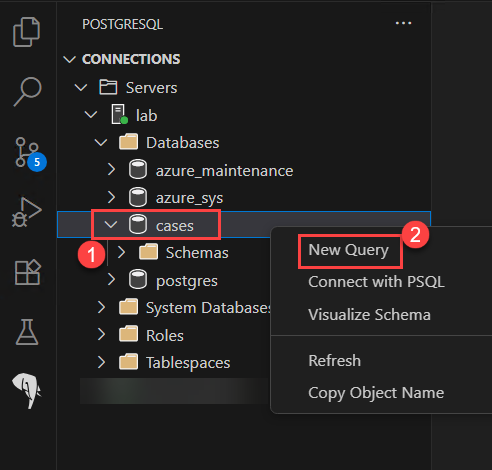 POSTGRESQL ...
CONNECTIONS
Servers
lab
Databases
azure_maintenance
azure_sys
cases
1
Schemas
postgres
System Databases
Roles
Tablespaces
5
2
New Query
Connect with PSQL
Visualize Schema
Refresh
Copy Object Name